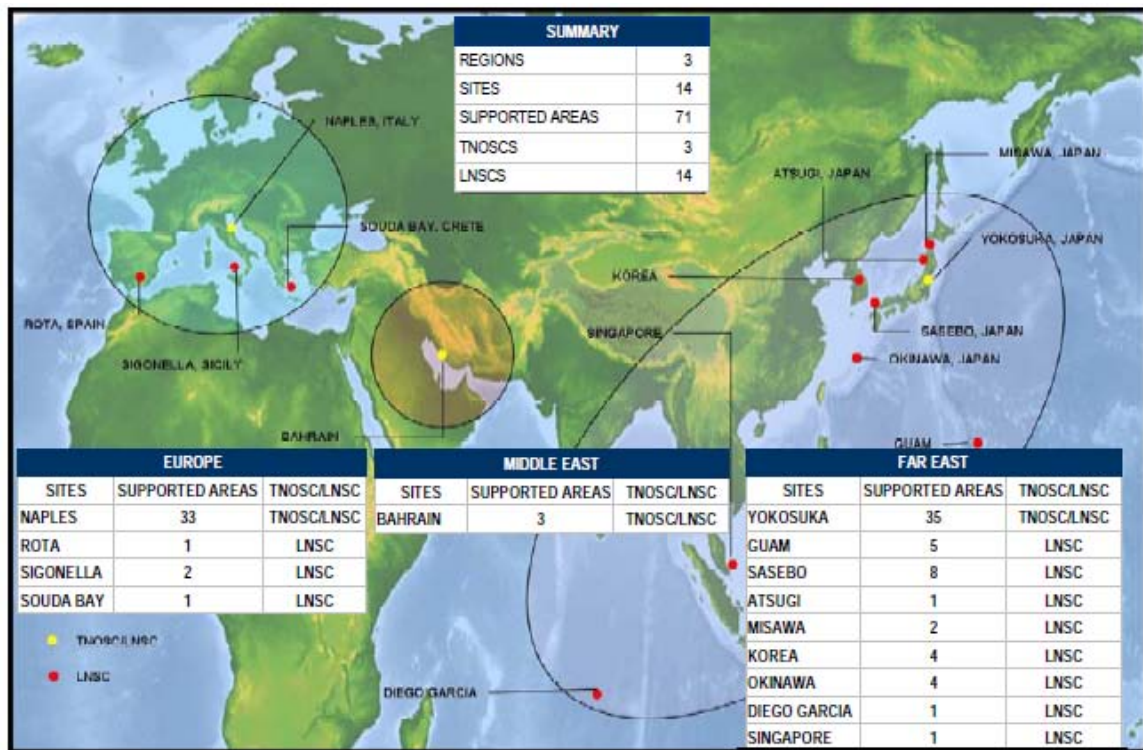 SUMMARY
REGIONS 3
SITES 14
SUPPORTED AREAS 71
TNOSCS 3
LNSCS 14
NAPLES, ITALY
MISAWA, JAPAN
ATSUGI, JAPAN
SOUDA BAY, CRETE
YOKOSUKA, JAPAN
KOREA
ROTA, SPAIN
SINGAPORE
SASEBO, JAPAN
SIGONELLA, SICILY
OKINAWA, JAPAN
BAHRAIN
GUAM
EUROPE
SITES SUPPORTED AREAS TNOSC/LNSC
NAPLES 33 TNOSC/LNSC
ROTA 1 LNSC
SIGONELLA 2 LNSC
SOUDA BAY 1 LNSC
TNOSC/LNSC
LNSC
MIDDLE EAST
SITES SUPPORTED AREAS TNOSC/LNSC
BAHRAIN 3 TNOSC/LNSC
DIEGO GARCIA
FAR EAST
SITES SUPPORTED AREAS TNOSC/LNSC
YOKOSUKA 35 TNOSC/LNSC
GUAM 5 LNSC
SASEBO 8 LNSC
ATSUGI 1 LNSC
MISAWA 2 LNSC
KOREA 4 LNSC
OKINAWA 4 LNSC
DIEGO GARCIA 1 LNSC
SINGAPORE 1 LNSC